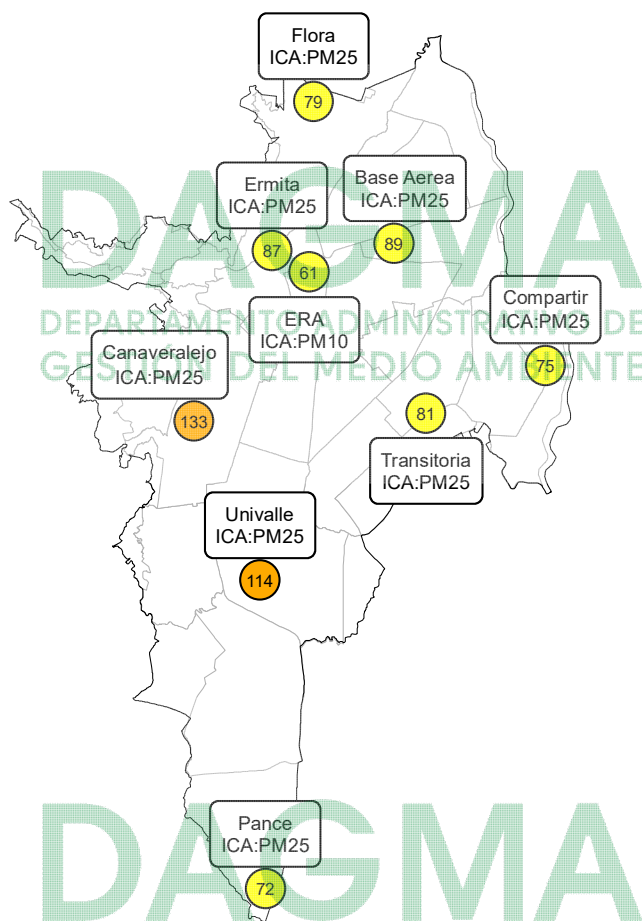 Flora
ICA:PM25
79
Ermita
ICA:PM25
87
Base Aerea
ICA:PM25
89
61
ERA
ICA:PM10
Compartir
ICA:PM25
75
Canaveralejo
ICA:PM25
133
81
Transitoria
ICA:PM25
Univalle
ICA:PM25
114
Pance
ICA:PM25
72
DAGMA
DEPARTAMENTO ADMINISTRATIVO DE
GESTIÓN DEL MEDIO AMBIENTE
DAGMA